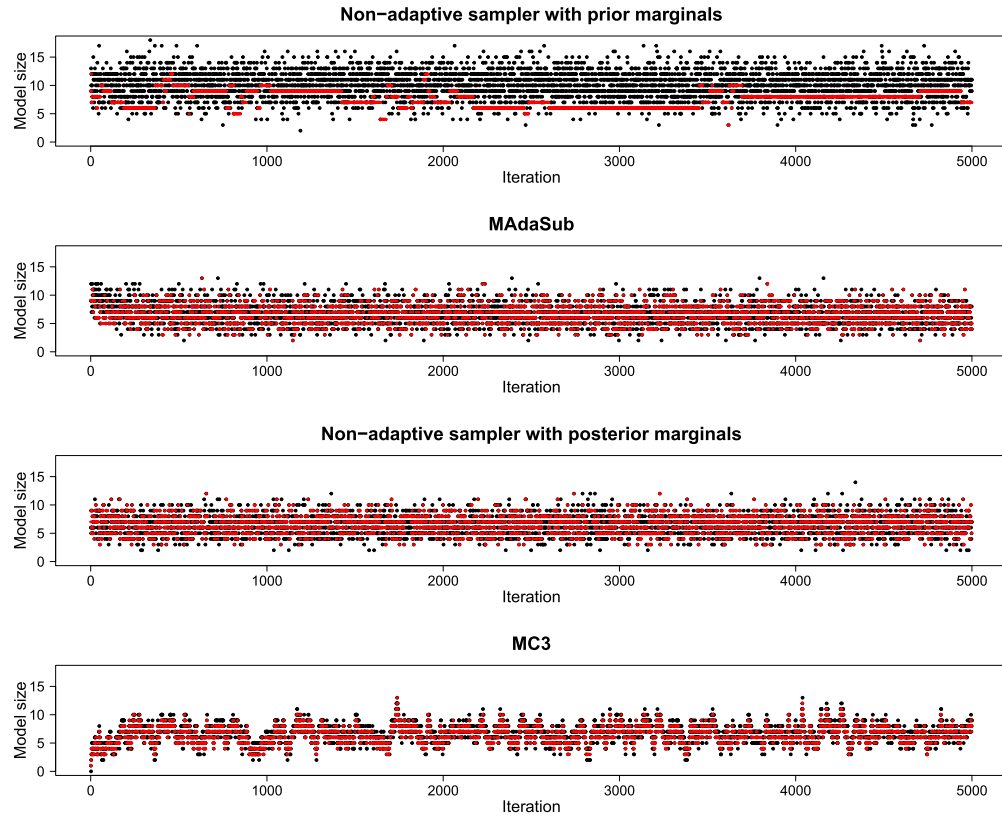 Non−adaptive sampler with prior marginals
Model size
15
10
5
0
0 1000 2000 3000 4000 5000
Iteration
MAdaSub
Model size
15
10
5
0
0 1000 2000 3000 4000 5000
Iteration
Non−adaptive sampler with posterior marginals
Model size
15
10
5
0
0 1000 2000 3000 4000 5000
Iteration
MC3
Model size
15
10
5
0
0 1000 2000 3000 4000 5000
Iteration